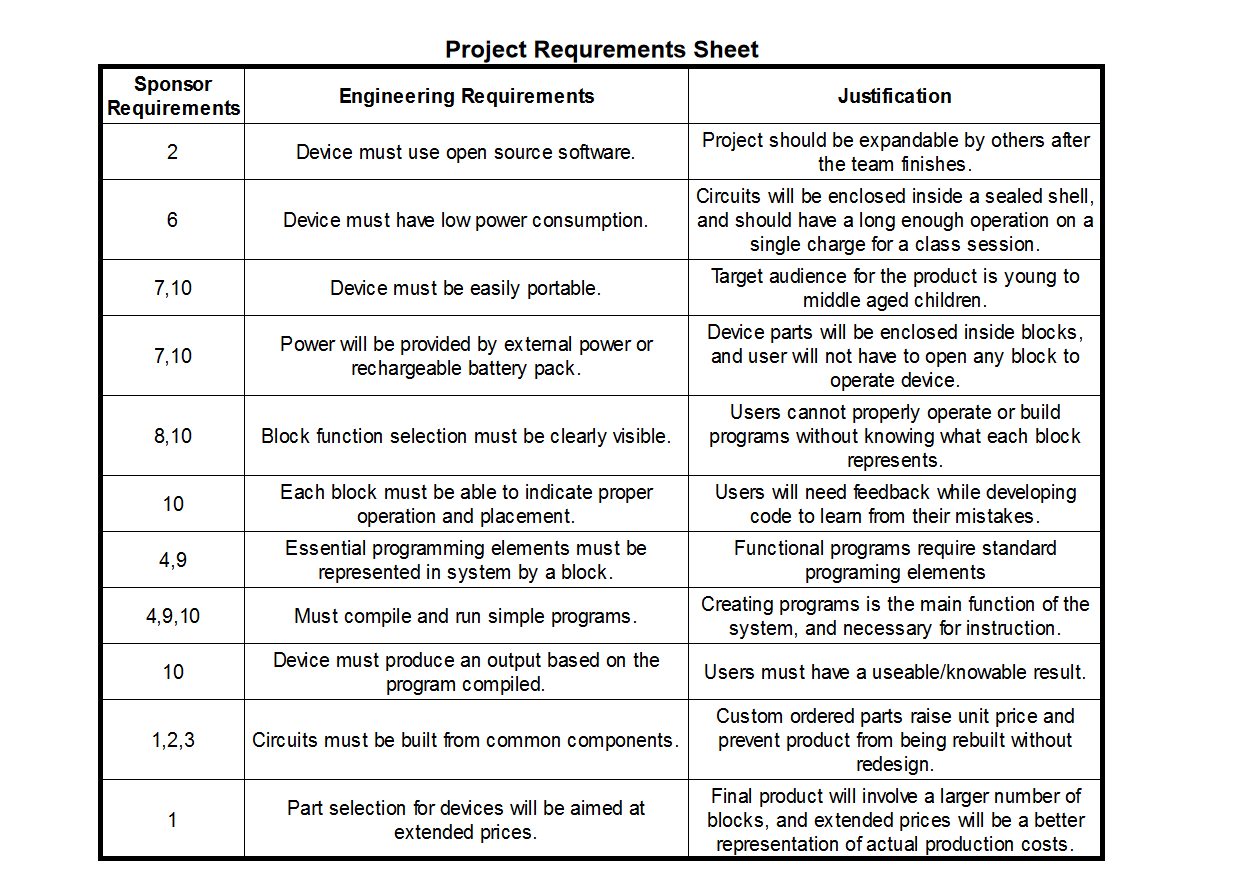 Project Requrements Sheet
Sponsor
Requirements
Engineering Requirements
Justification
2
Device must use open source software.
Project should be expandable by others after
the team finishes.
6
Device must have low power consumption.
Circuits will be enclosed inside a sealed shell,
and should have a long enough operation on a
single charge for a class session.
7,10
Device must be easily portable.
Target audience for the product is young to
middle aged children.
7,10
Power will be provided by external power or
rechargeable battery pack.
Device parts will be enclosed inside blocks,
and user will not have to open any block to
operate device.
8,10
Block function selection must be clearly visible.
Users cannot properly operate or build
programs without knowing what each block
represents.
10
Each block must be able to indicate proper
operation and placement.
Users will need feedback while developing
code to learn from their mistakes.
4,9
Essential programming elements must be
represented in system by a block.
Functional programs require standard
programing elements
4,9,10
Must compile and run simple programs.
Creating programs is the main function of the
system, and necessary for instruction.
10
Device must produce an output based on the
program compiled.
Users must have a useable/knowable result.
1,2,3
Circuits must be built from common components.
Custom ordered parts raise unit price and
prevent product from being rebuilt without
redesign.
1
Part selection for devices will be aimed at
extended prices.
Final product will involve a larger number of
blocks, and extended prices will be a better
representation of actual production costs.